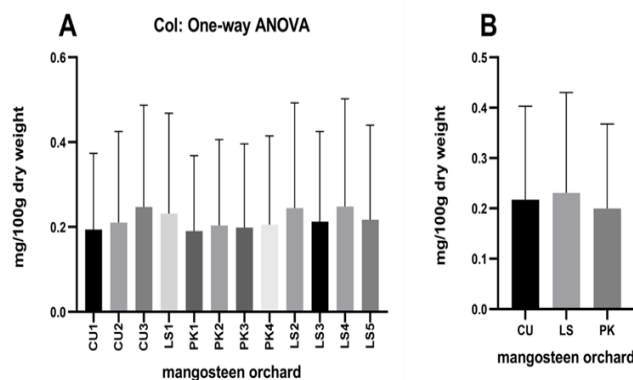 A
Col: One-way ANOVA
mg/100g dry weight
0.6
0.4
0.2
0.0
CU1
CU2
CU3
LS1
PK1
PK2
PK3
PK4
LS2
LS3
LS4
LS5
mangosteen orchard
B
mg/100g dry weight
0.5
0.4
0.3
0.2
0.1
0.0
CU
LS
PK
mangosteen orchard